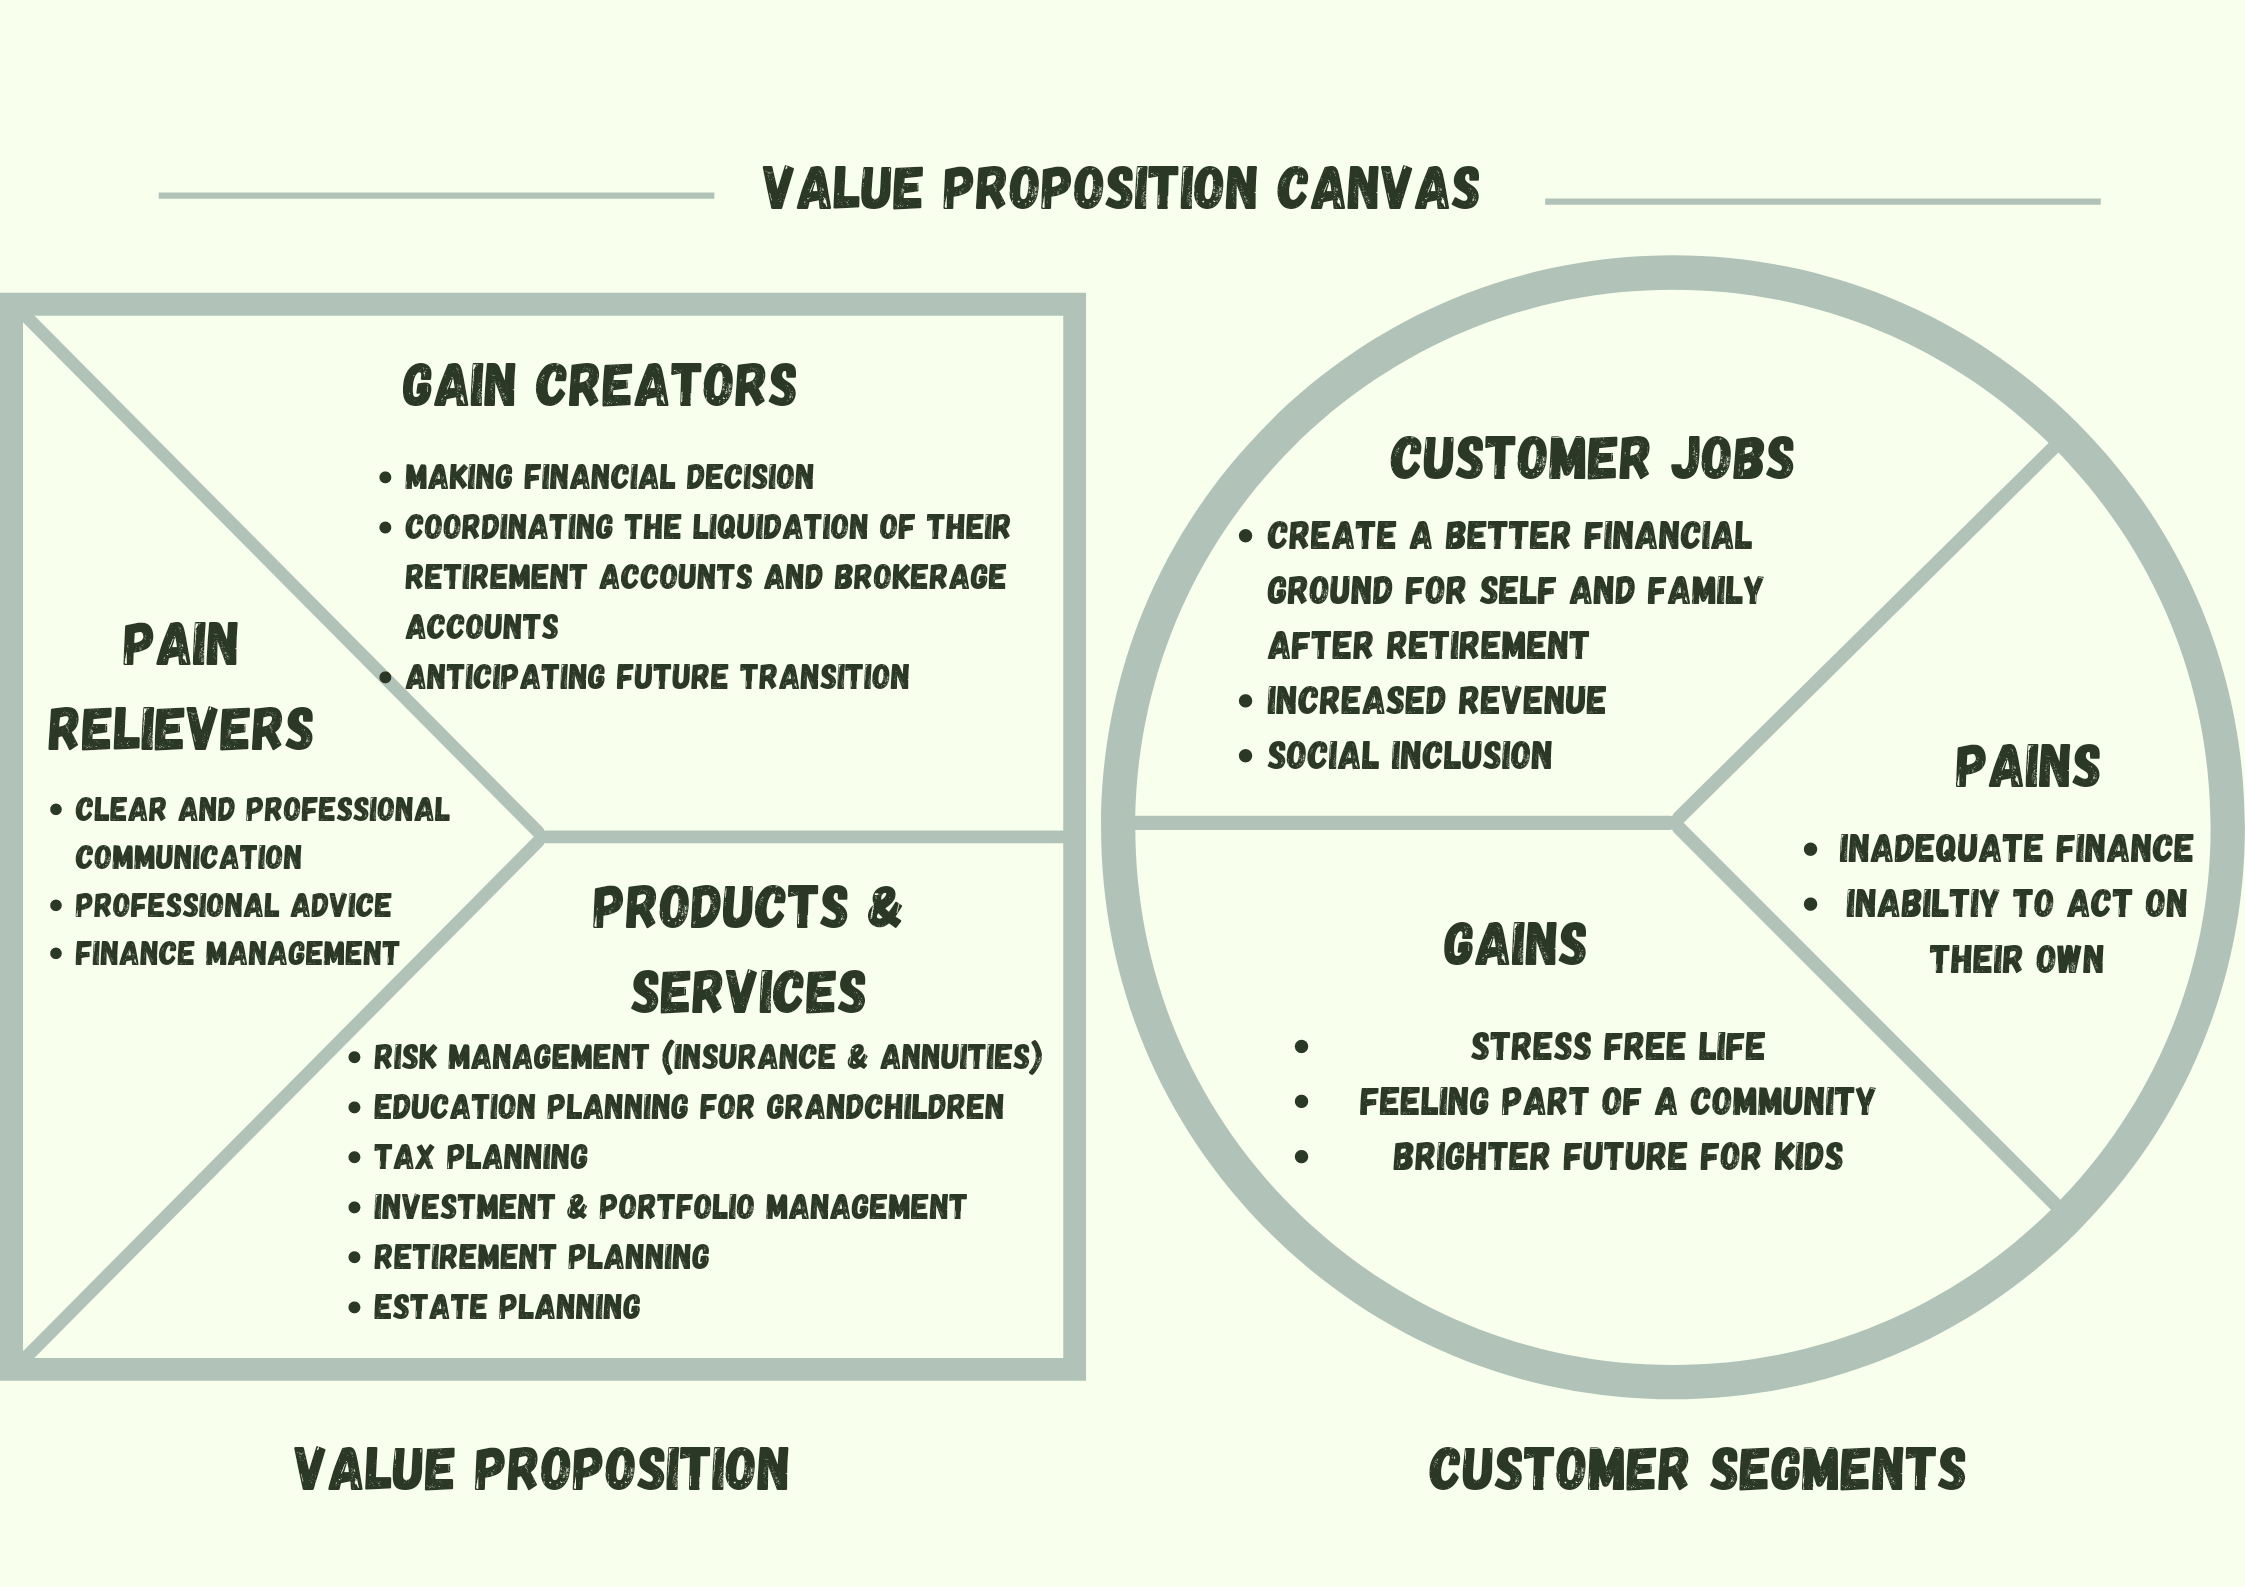 VALUE PROPOSITION CANVAS
GAIN CREATORS
• MAKING FINANCIAL DECISION
• COORDINATING THE LIQUIDATION OF THEIR
RETIREMENT ACCOUNTS AND BROKERAGE
ACCOUNTS
• ANTICIPATING FUTURE TRANSITION
PAIN
RELIEVERS
• CLEAR AND PROFESSIONAL
COMMUNICATION
• PROFESSIONAL ADVICE
• FINANCE MANAGEMENT
PRODUCTS &
SERVICES
• RISK MANAGEMENT (INSURANCE & ANNUITIES)
• EDUCATION PLANNING FOR GRANDCHILDREN
• TAX PLANNING
• INVESTMENT & PORTFOLIO MANAGEMENT
• RETIREMENT PLANNING
• ESTATE PLANNING
VALUE PROPOSITION
CUSTOMER JOBS
• CREATE A BETTER FINANCIAL
GROUND FOR SELF AND FAMILY
AFTER RETIREMENT
• INCREASED REVENUE
• SOCIAL INCLUSION
PAINS
• INADEQUATE FINANCE
• INABILTIY TO ACT ON
THEIR OWN
GAINS
• STRESS FREE LIFE
• FEELING PART OF A COMMUNITY
• BRIGHTER FUTURE FOR KIDS
CUSTOMER SEGMENTS